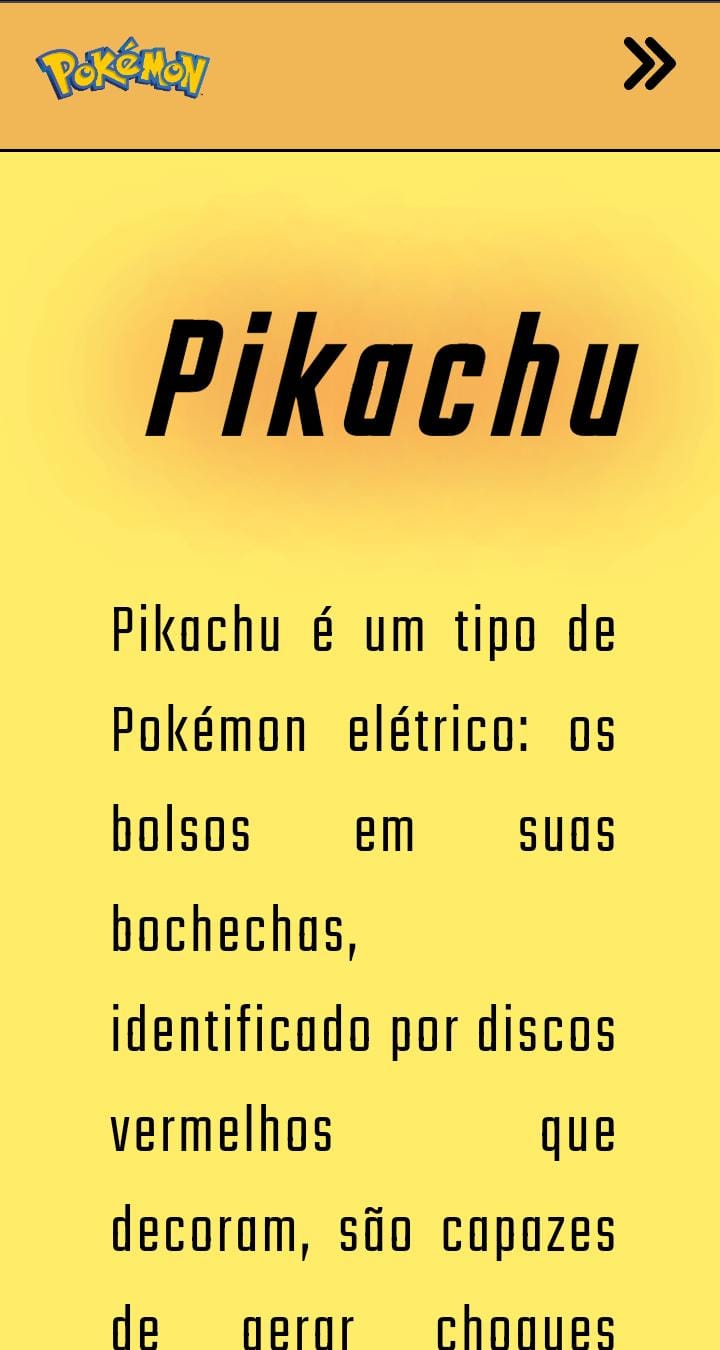 Pokémon
Pikachu
Pikachu é um tipo de
Pokémon elétrico: os
bolsos em suas
bochechas,
identificado por discos
vermelhos que
decoram, são capazes
de gerar choques